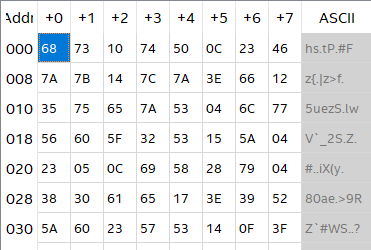 Addr +0 +1 +2 +3 +4 +5 +6 +7 ASCII
000 68 73 10 74 50 0C 23 46 hs.tP.#F
008 7A 7B 14 7C 7A 3E 66 12 z{.|z>f.
010 35 75 65 7A 53 04 6C 77 5uezS.lw
018 56 60 5F 32 53 15 5A 04 V`_2S.Z.
020 23 05 0C 69 58 28 79 04 #..iX(y.
028 38 30 61 65 17 3E 39 52 80ae.>9R
030 5A 60 23 57 53 14 0F 3F Z`#WS..?